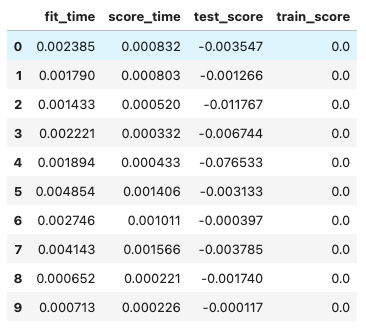 fit_time score_time test_score train_score
0 0.002385 0.000832 -0.003547 0.0
1 0.001790 0.000803 -0.001266 0.0
2 0.001433 0.000520 -0.011767 0.0
3 0.002221 0.000332 -0.006744 0.0
4 0.001894 0.000433 -0.076533 0.0
5 0.004854 0.001406 -0.003133 0.0
6 0.002746 0.001011 -0.000397 0.0
7 0.004143 0.001566 -0.003785 0.0
8 0.000652 0.000221 -0.001740 0.0
9 0.000713 0.000226 -0.000117 0.0